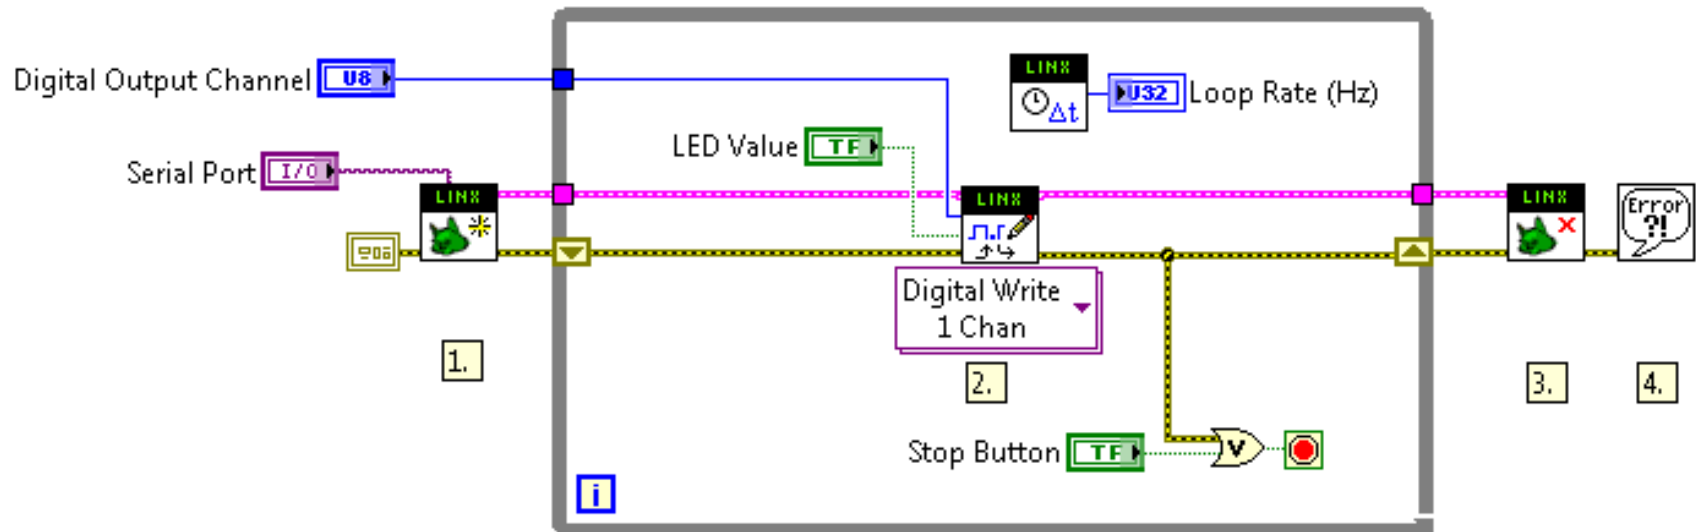 Digital Output Channel
U8
LINX
Δt
U32
Loop Rate (Hz)
LED Value
TF
Serial Port
I/O
LINX
LINX
LINX
Error
?!
Digital Write
1 Chan
1.
2.
3.
4.
Stop Button
TF
V
i